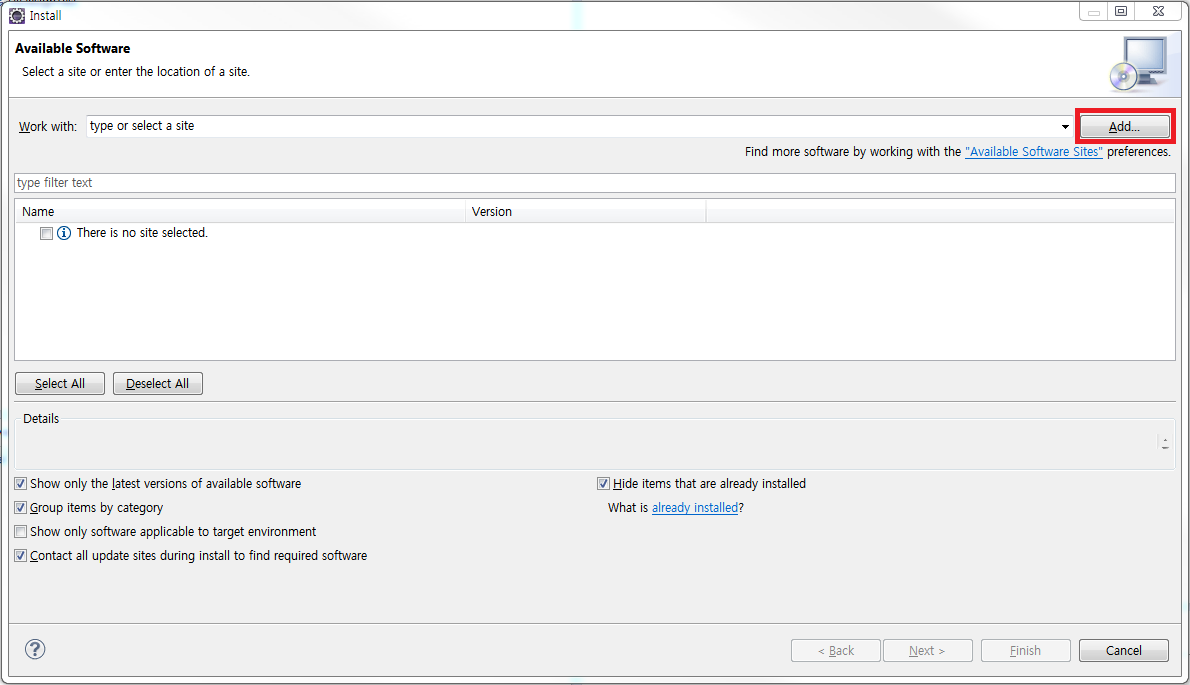 Install
Available Software
Select a site or enter the location of a site.
Work with: type or select a site Add...
Find more software by working with the "Available Software Sites" preferences.
type filter text
Name Version
There is no site selected.
Select All Deselect All
Details
Show only the latest versions of available software Hide items that are already installed
Group items by category What is already installed?
Show only software applicable to target environment
Contact all update sites during install to find required software
? < Back Next > Finish Cancel